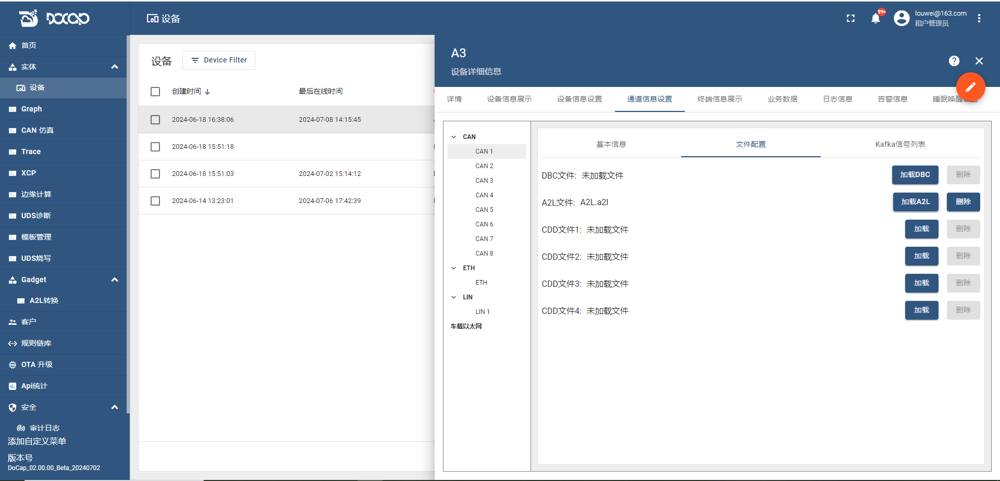 DOCAP
设备
99+
louwei@163.com
租户管理员
首页
实体
设备
Graph
CAN 仿真
Trace
XCP
边缘计算
UDS诊断
模板管理
UDS烧写
Gadget
A2L转换
客户
规则链库
OTA 升级
Api统计
安全
审计日志
添加自定义菜单
版本号
DoCap_02.00.00_Beta_20240702
设备
Device Filter
创建时间
最后在线时间
2024-06-18 16:38:06
2024-07-08 14:15:45
2024-06-18 15:51:18
2024-06-18 15:51:03
2024-07-02 15:14:12
2024-06-14 13:23:01
2024-07-06 17:42:39
A3
设备详细信息
详情
设备信息展示
设备信息设置
通道信息设置
终端信息展示
业务数据
日志信息
告警信息
睡眠唤醒
CAN
CAN 1
CAN 2
CAN 3
CAN 4
CAN 5
CAN 6
CAN 7
CAN 8
ETH
ETH
LIN
LIN 1
车载以太网
基本信息
文件配置
Kafka信号列表
DBC文件: 未加载文件
加载DBC
删除
A2L文件: A2L.a2l
加载A2L
删除
CDD文件1: 未加载文件
加载
删除
CDD文件2: 未加载文件
加载
删除
CDD文件3: 未加载文件
加载
删除
CDD文件4: 未加载文件
加载
删除